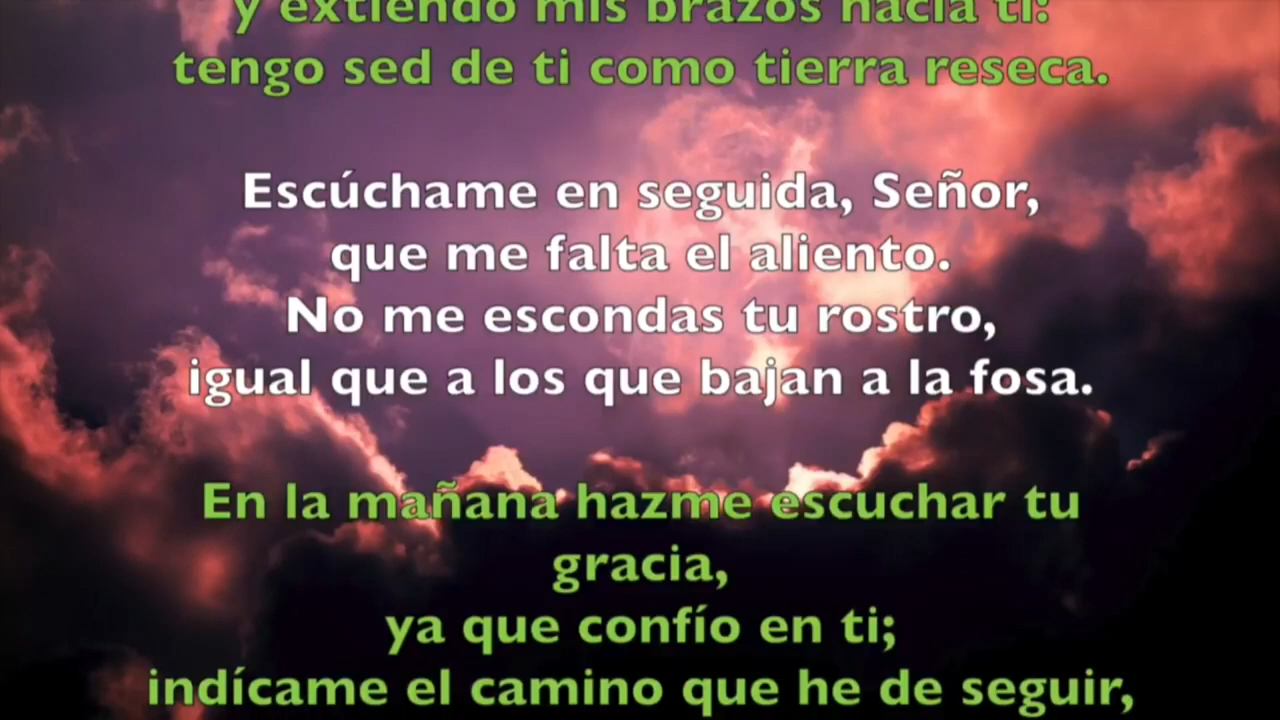 y extiendo mis brazos hacia ti:
tengo sed de ti como tierra reseca.
Escúchame en seguida, Señor,
que me falta el aliento.
No me escondas tu rostro,
igual que a los que bajan a la fosa.
En la mañana hazme escuchar tu
gracia,
ya que confío en ti;
indícame el camino que he de seguir,